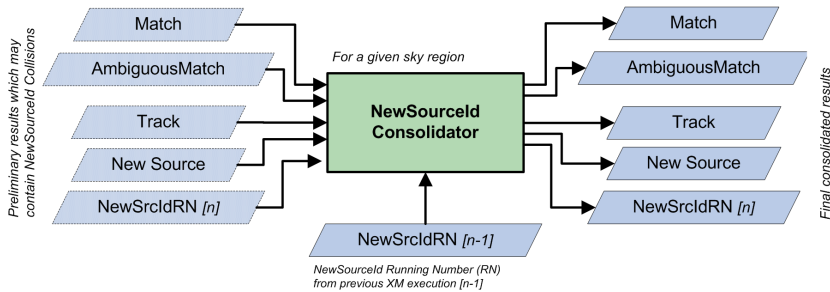 Preliminary results which may
contain NewSourceId Collisions
Match
AmbiguousMatch
Track
New Source
NewSrcIdRN [n]
For a given sky region
NewSourceId
Consolidator
NewSrcIdRN [n-1]
NewSourceId Running Number (RN)
from previous XM execution [n-1]
Match
AmbiguousMatch
Track
New Source
NewSrcIdRN [n]
Final consolidated results